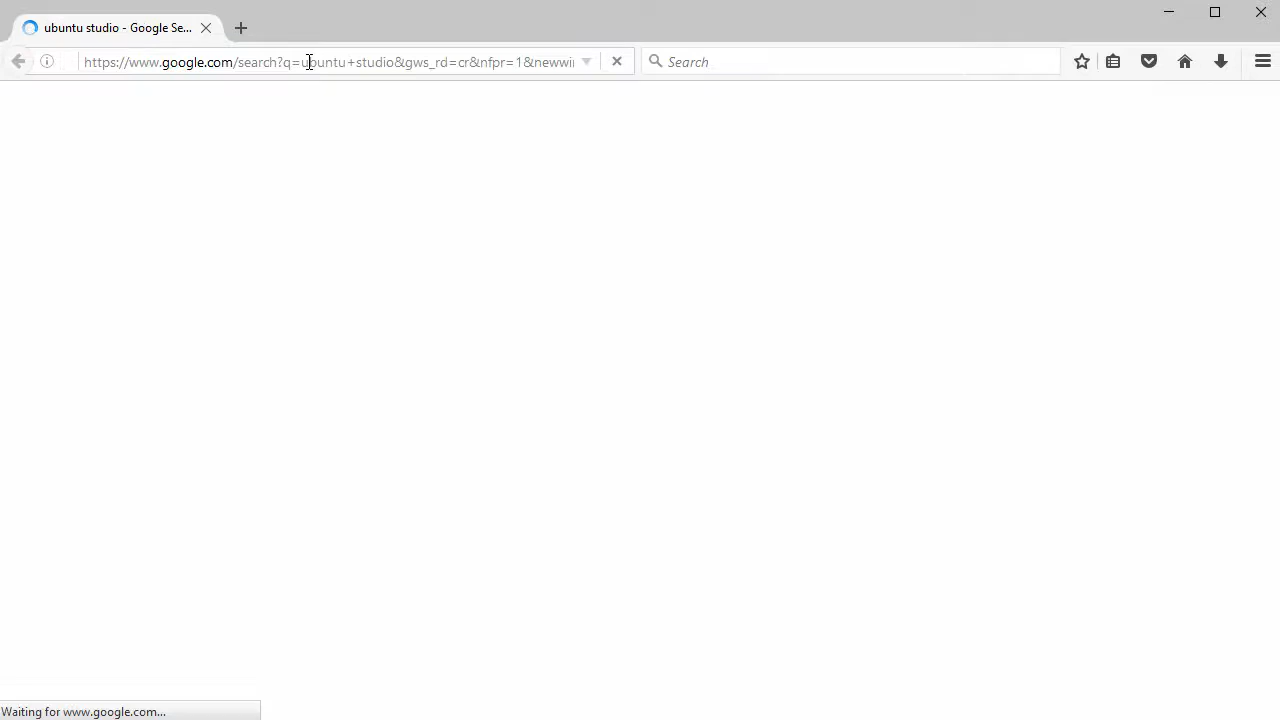 ubuntu studio - Google Se...
https://www.google.com/search?q=ubuntu+studio&gws_rd=cr&nfpr=1&newwi
Search
Waiting for www.google.com...